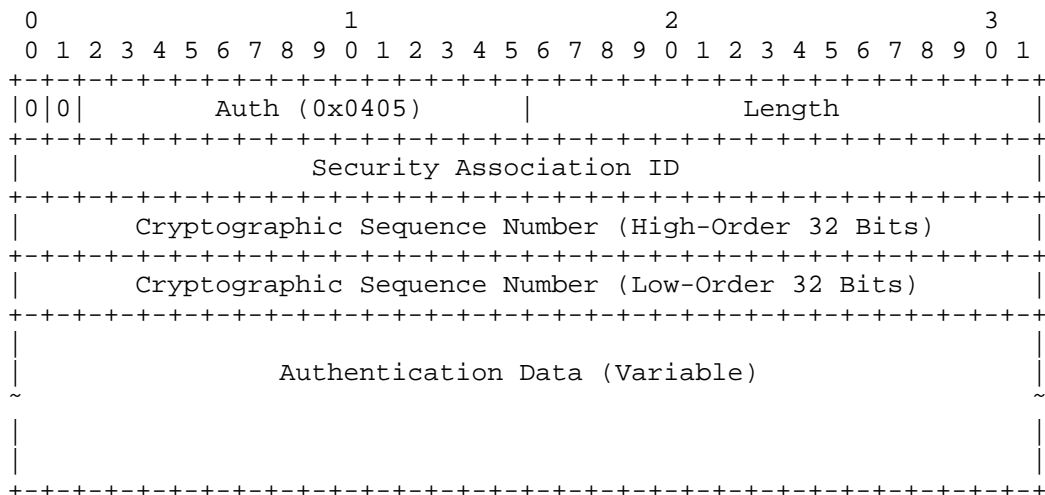 0                   1                   2                   3
 0 1 2 3 4 5 6 7 8 9 0 1 2 3 4 5 6 7 8 9 0 1 2 3 4 5 6 7 8 9 0 1
+-+-+-+-+-+-+-+-+-+-+-+-+-+-+-+-+-+-+-+-+-+-+-+-+-+-+-+-+-+-+-+-+
|0|0|        Auth (0x0405)      |             Length            |
+-+-+-+-+-+-+-+-+-+-+-+-+-+-+-+-+-+-+-+-+-+-+-+-+-+-+-+-+-+-+-+-+
|                  Security Association ID                      |
+-+-+-+-+-+-+-+-+-+-+-+-+-+-+-+-+-+-+-+-+-+-+-+-+-+-+-+-+-+-+-+-+
|       Cryptographic Sequence Number (High-Order 32 Bits)      |
+-+-+-+-+-+-+-+-+-+-+-+-+-+-+-+-+-+-+-+-+-+-+-+-+-+-+-+-+-+-+-+-+
|       Cryptographic Sequence Number (Low-Order 32 Bits)       |
+-+-+-+-+-+-+-+-+-+-+-+-+-+-+-+-+-+-+-+-+-+-+-+-+-+-+-+-+-+-+-+-+
|                                                               |
|                Authentication Data (Variable)                 |
~                                                               ~
|                                                               |
|                                                               |
+-+-+-+-+-+-+-+-+-+-+-+-+-+-+-+-+-+-+-+-+-+-+-+-+-+-+-+-+-+-+-+-+